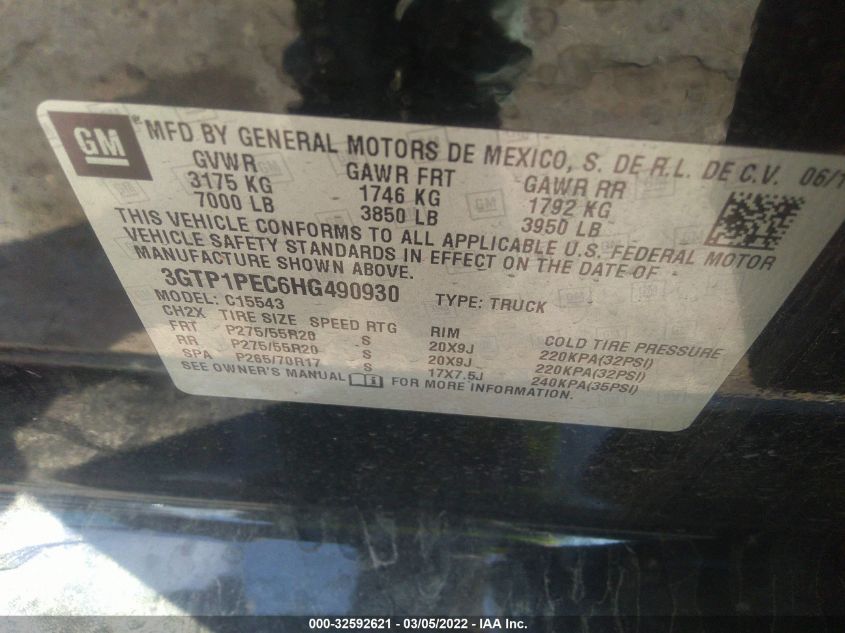 GM
® MFD BY GENERAL MOTORS DE MEXICO, S. DE R.L. DE C.V. 06/1
GVWR GAWR FRT GAWR RR
3175 KG 1746 KG 1792 KG
7000 LB 3850 LB 3950 LB
THIS VEHICLE CONFORMS TO ALL APPLICABLE U.S. FEDERAL MOTOR
VEHICLE SAFETY STANDARDS IN EFFECT ON THE DATE OF
MANUFACTURE SHOWN ABOVE.
3GTP1PEC6HG490930 TYPE: TRUCK
MODEL: C15543
CH2X TIRE SIZE SPEED RTG RIM COLD TIRE PRESSURE
FRT P275/55R20 S 20X9J 220KPA(32PSI)
RR P275/55R20 S 20X9J 220KPA(32PSI)
SPA P265/70R17 S 17X7.5J 240KPA(35PSI)
SEE OWNER'S MANUAL FOR MORE INFORMATION.
000-32592621 - 03/05/2022 - IAA Inc.